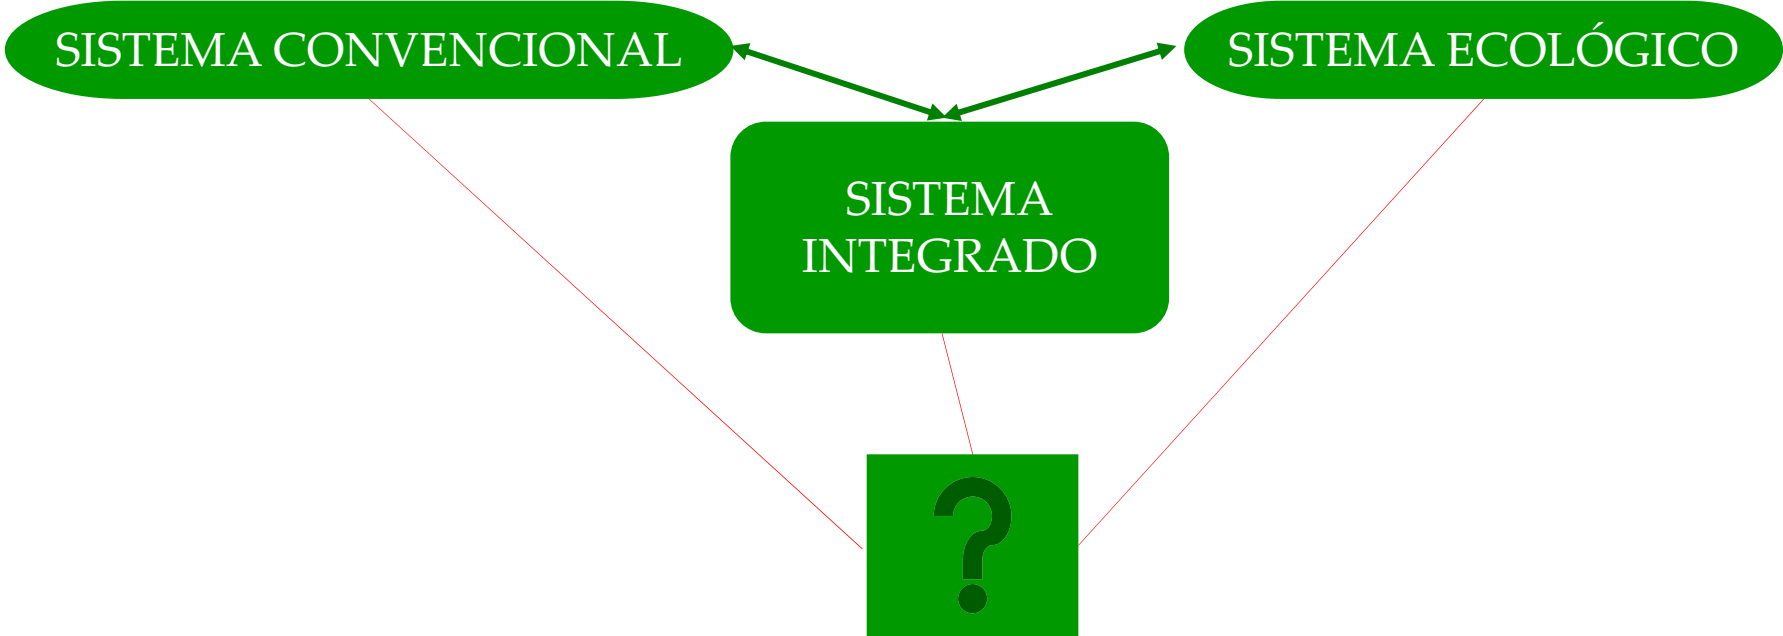 SISTEMA CONVENCIONAL
SISTEMA ECOLÓGICO
SISTEMA
INTEGRADO
?